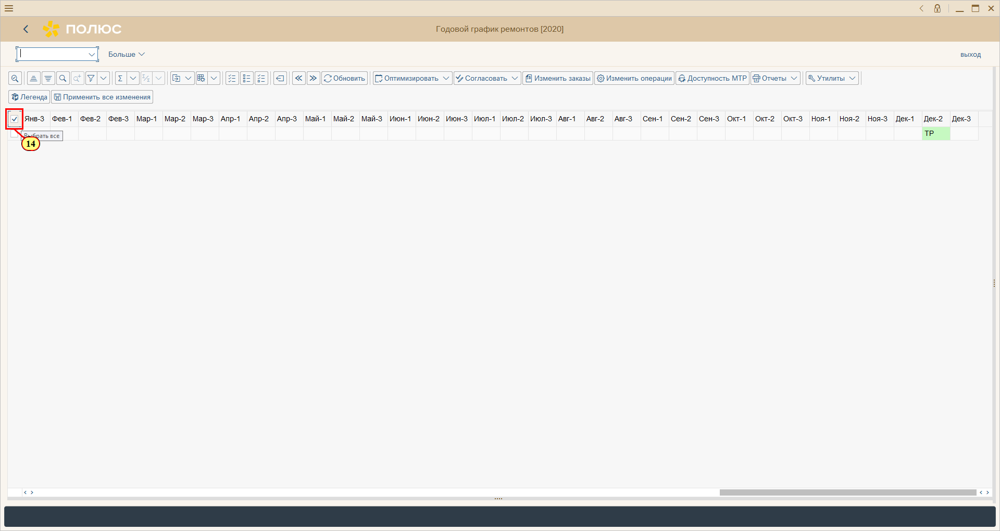 ПОЛЮС
Годовой график ремонтов [2020]
Больше
выход
Обновить Оптимизировать Согласовать Изменить заказы Изменить операции Доступность МТР Отчеты Утилиты
Легенда Применить все изменения
Янв-3 Фев-1 Фев-2 Фев-3 Мар-1 Мар-2 Мар-3 Апр-1 Апр-2 Апр-3 Май-1 Май-2 Май-3 Июн-1 Июн-2 Июн-3 Июл-1 Июл-2 Июл-3 Авг-1 Авг-2 Авг-3 Сен-1 Сен-2 Сен-3 Окт-1 Окт-2 Окт-3 Ноя-1 Ноя-2 Ноя-3 Дек-1 Дек-2 Дек-3
Выбрать все ТР
14